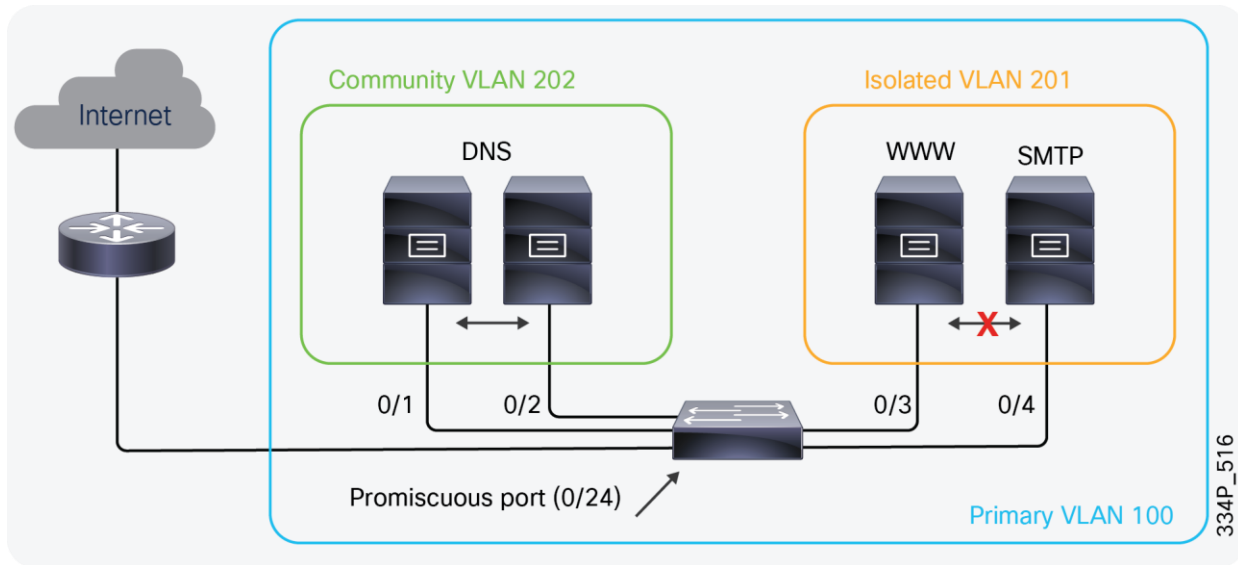 Community VLAN 202
Isolated VLAN 201
Internet
DNS
WWW
SMTP
0/1
0/2
0/3
0/4
Promiscuous port (0/24)
Primary VLAN 100
334P_516